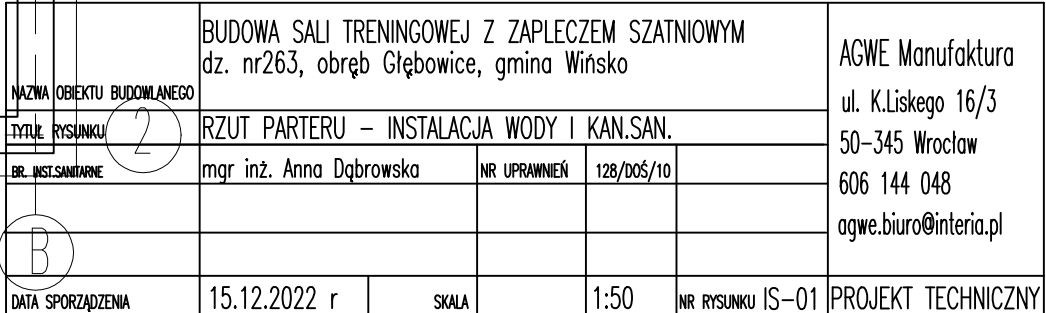 BUDOWA SALI TRENINGOWEJ Z ZAPLECZEM SZATNIOWYM
dz. nr263, obręb Głębowice, gmina Wińsko
NAZWA OBIEKTU BUDOWLANEGO
TYTUŁ RYSUNKU 2 RZUT PARTERU – INSTALACJA WODY I KAN.SAN.
BR. INST.SANITARNE mgr inż. Anna Dąbrowska NR UPRAWNIEŃ 128/DOŚ/10
B
DATA SPORZĄDZENIA 15.12.2022 r SKALA 1:50 NR RYSUNKU IS–01
AGWE Manufaktura
ul. K.Liskego 16/3
50–345 Wrocław
606 144 048
agwe.biuro@interia.pl
PROJEKT TECHNICZNY